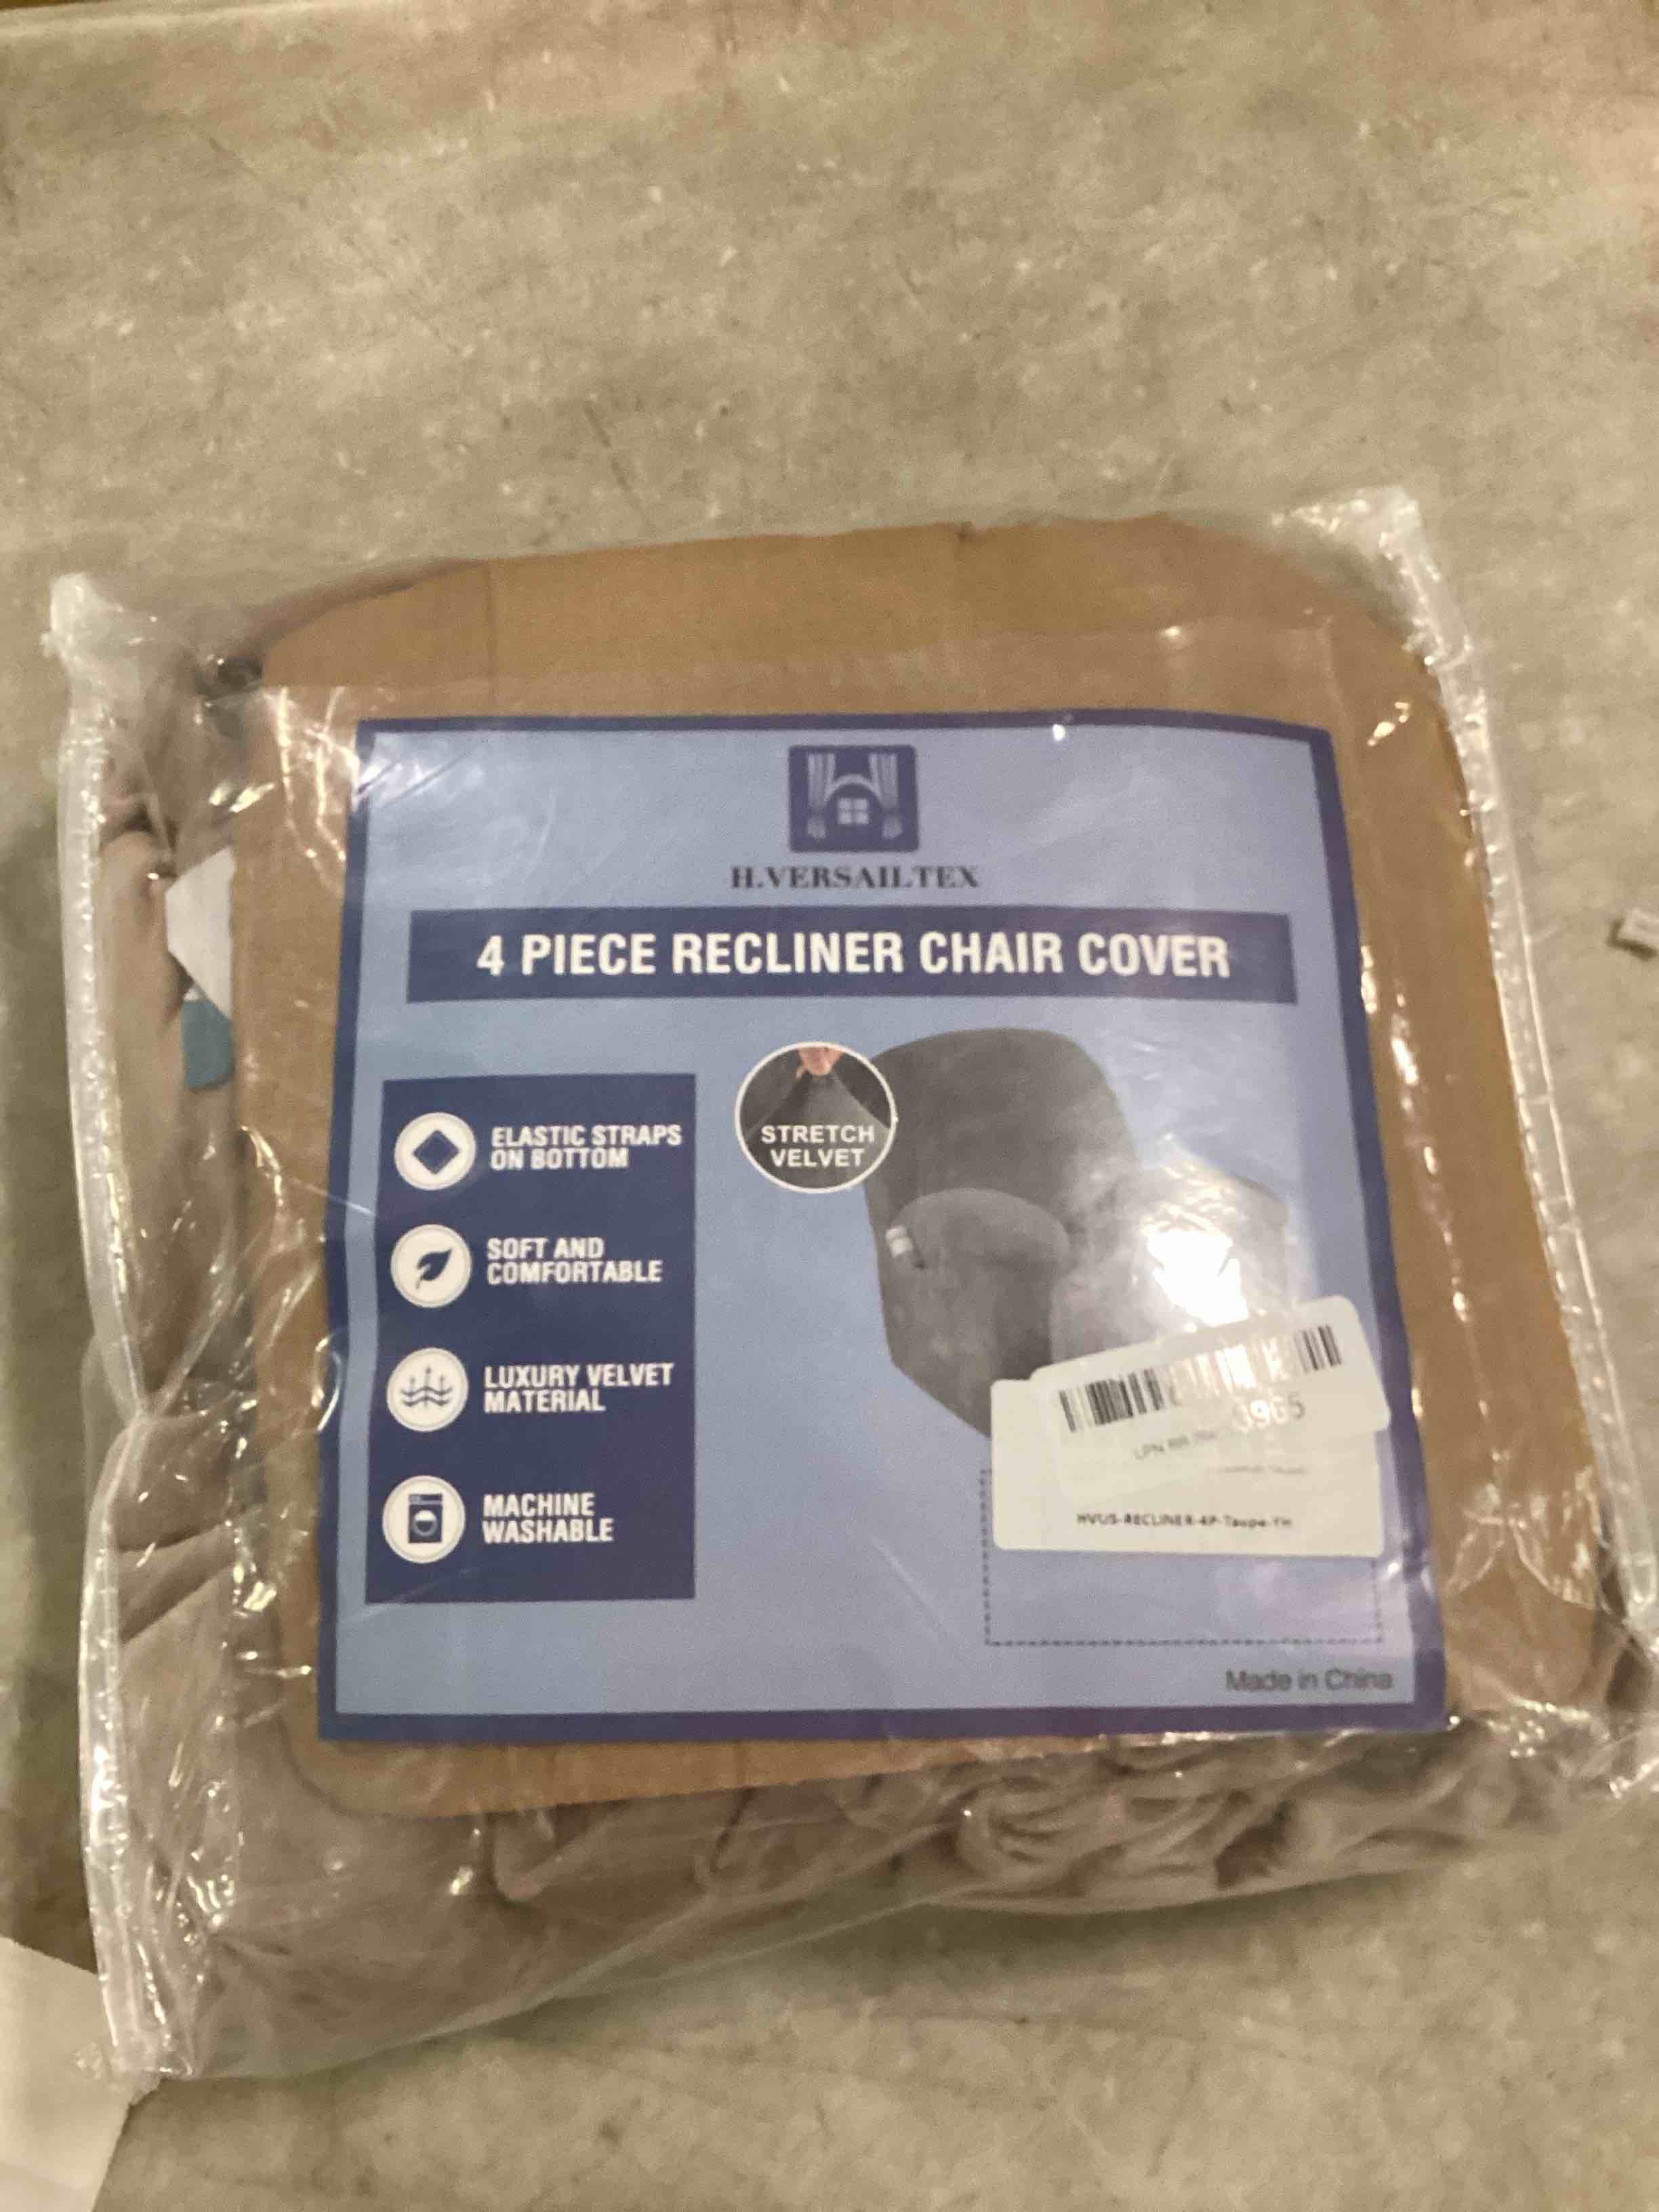 H.VERSAILTEX
4 PIECE RECLINER CHAIR COVER
STRETCH
VELVET
ELASTIC STRAPS
ON BOTTOM
SOFT AND
COMFORTABLE
LUXURY VELVET
MATERIAL
MACHINE
WASHABLE
LPN
HVUS-RECLINER-4P-Taupe-YH
Made in China